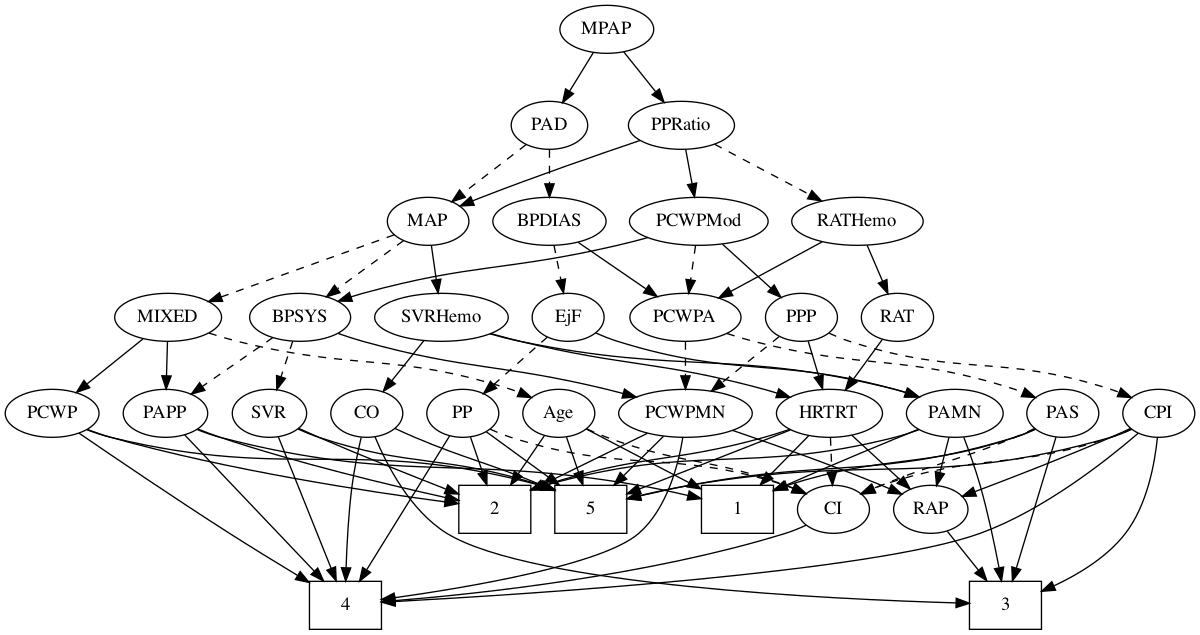 MPAP
PAD PPRatio
MAP BPDIAS PCWPMod RATHemo
MIXED BPSYS SVRHemo EjF PCWPA PPP RAT
PCWP PAPP SVR CO PP Age PCWPMN HRTRT PAMN PAS CPI
2 5 1 CI RAP
4 3